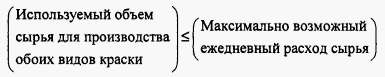 Используемый объем
сырья для производства
обоих видов краски
≤
Максимально возможный
ежедневный расход сырья